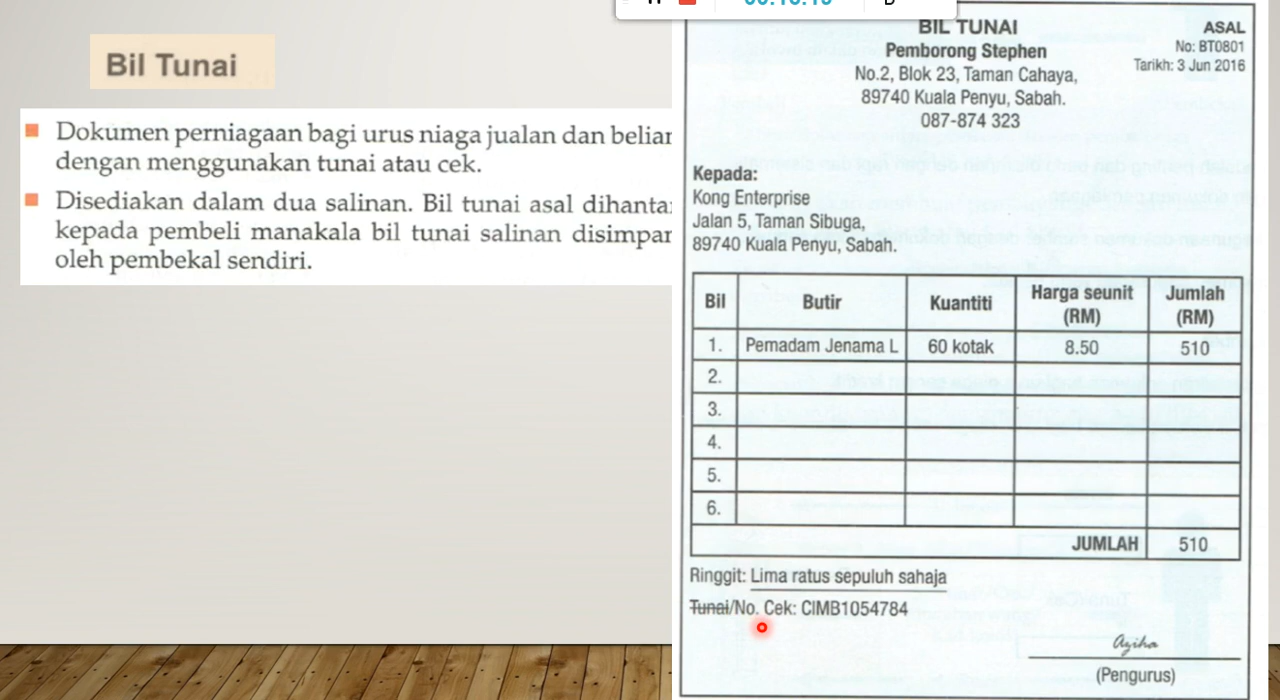 Bil Tunai
Dokumen perniagaan bagi urus niaga jualan dan belian
dengan menggunakan tunai atau cek.
Disediakan dalam dua salinan. Bil tunai asal
kepada pembeli manakala bil tunai salinan
oleh pembekal sendiri.
BIL TUNAI
ASAL
Pemborong Stephen
No: BT0801
No.2, Blok 23, Taman Cahaya,
Tarikh: 3 Jun 2016
89740 Kuala Penyu, Sabah.
087-874 323
Kepada:
Kong Enterprise
Jalan 5, Taman Sibuga,
89740 Kuala Penyu, Sabah.
Bil Butir Kuantiti Harga seunit (RM) Jumlah (RM)
1. Pemadam Jenama L 60 kotak 8.50 510
2.
3.
4.
5.
6.
JUMLAH 510
Ringgit: Lima ratus sepuluh sahaja
Tunai/No. Cek: CIMB1054784
(Pengurus)